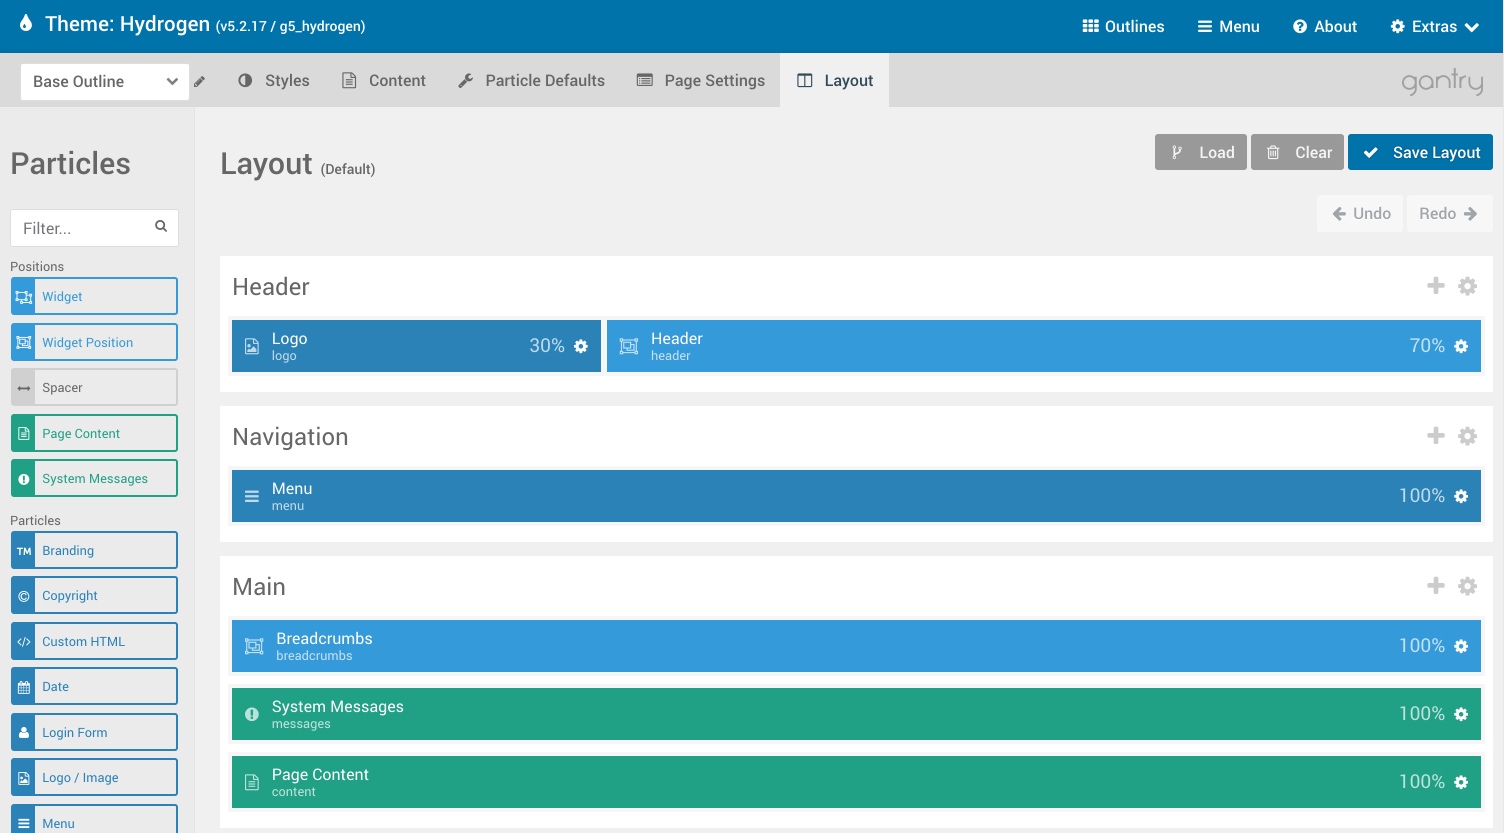 Theme: Hydrogen (v5.2.17 / g5_hydrogen)
Outlines
Menu
About
Extras
Base Outline
Styles
Content
Particle Defaults
Page Settings
Layout
gantry
Particles
Filter...
Positions
Widget
Widget Position
Spacer
Page Content
System Messages
Particles
TM Branding
© Copyright
</> Custom HTML
Date
Login Form
Logo / Image
Menu
Layout (Default)
Load
Clear
Save Layout
Undo
Redo
Header
Logo
logo
30%
Header
header
70%
Navigation
Menu
menu
100%
Main
Breadcrumbs
breadcrumbs
100%
System Messages
messages
100%
Page Content
content
100%